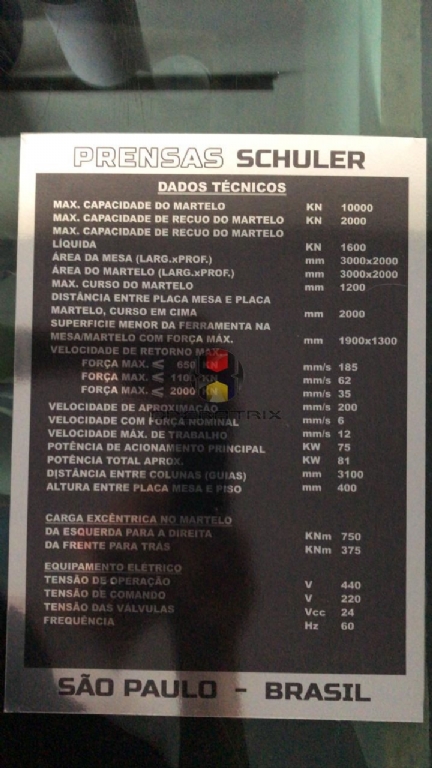 PRENSAS SCHULER
DADOS TÉCNICOS
MAX. CAPACIDADE DO MARTELO KN 10000
MAX. CAPACIDADE DE RECUO DO MARTELO KN 2000
MAX. CAPACIDADE DE RECUO DO MARTELO
LÍQUIDA KN 1600
ÁREA DA MESA (LARG.xPROF.) mm 3000x2000
ÁREA DO MARTELO (LARG.xPROF.) mm 3000x2000
MAX. CURSO DO MARTELO mm 1200
DISTÂNCIA ENTRE PLACA MESA E PLACA
MARTELO, CURSO EM CIMA mm 2000
SUPERFICIE MENOR DA FERRAMENTA NA
MESA/MARTELO COM FORÇA MÁX. mm 1900x1300
VELOCIDADE DE RETORNO MAX.
FORÇA MAX. ≤ 650 KN mm/s 185
FORÇA MAX. ≤ 110 KN mm/s 62
FORÇA MAX. ≤ 2000 KN mm/s 35
VELOCIDADE DE APROXIMAÇÃO mm/s 200
VELOCIDADE COM FORÇA NOMINAL mm/s 6
VELOCIDADE MÁX. DE TRABALHO mm/s 12
POTÊNCIA DE ACIONAMENTO PRINCIPAL KW 75
POTÊNCIA TOTAL APROX. KW 81
DISTÂNCIA ENTRE COLUNAS (GUIAS) mm 3100
ALTURA ENTRE PLACA MESA E PISO mm 400
CARGA EXCÊNTRICA NO MARTELO
DA ESQUERDA PARA A DIREITA KNm 750
DA FRENTE PARA TRÁS KNm 375
EQUIPAMENTO ELÉTRICO
TENSÃO DE OPERAÇÃO V 440
TENSÃO DE COMANDO V 220
TENSÃO DAS VÁLVULAS Vcc 24
FREQUÊNCIA Hz 60
SÃO PAULO - BRASIL